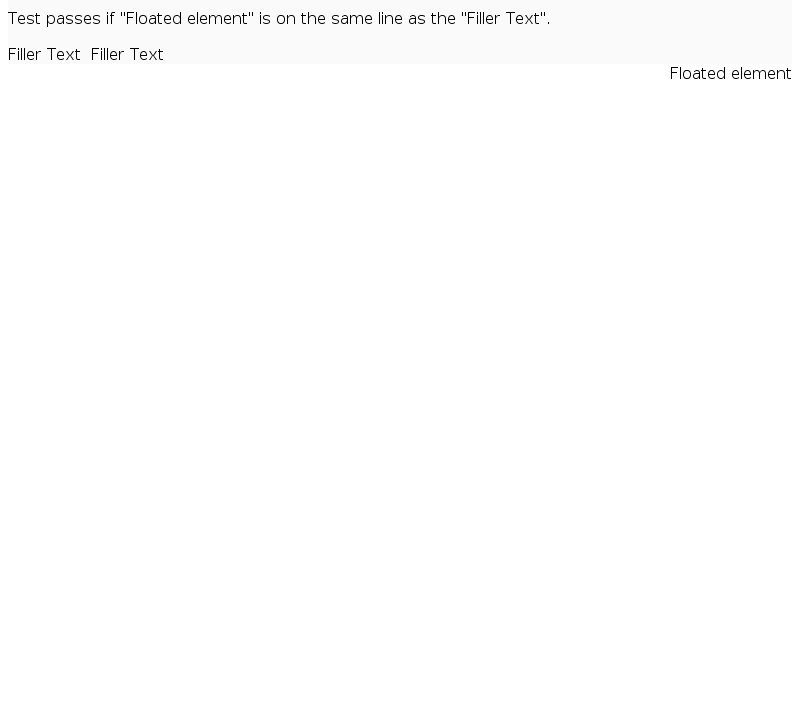 Test passes if "Floated element" is on the same line as the "Filler Text".
Filler Text  Filler Text
Floated element